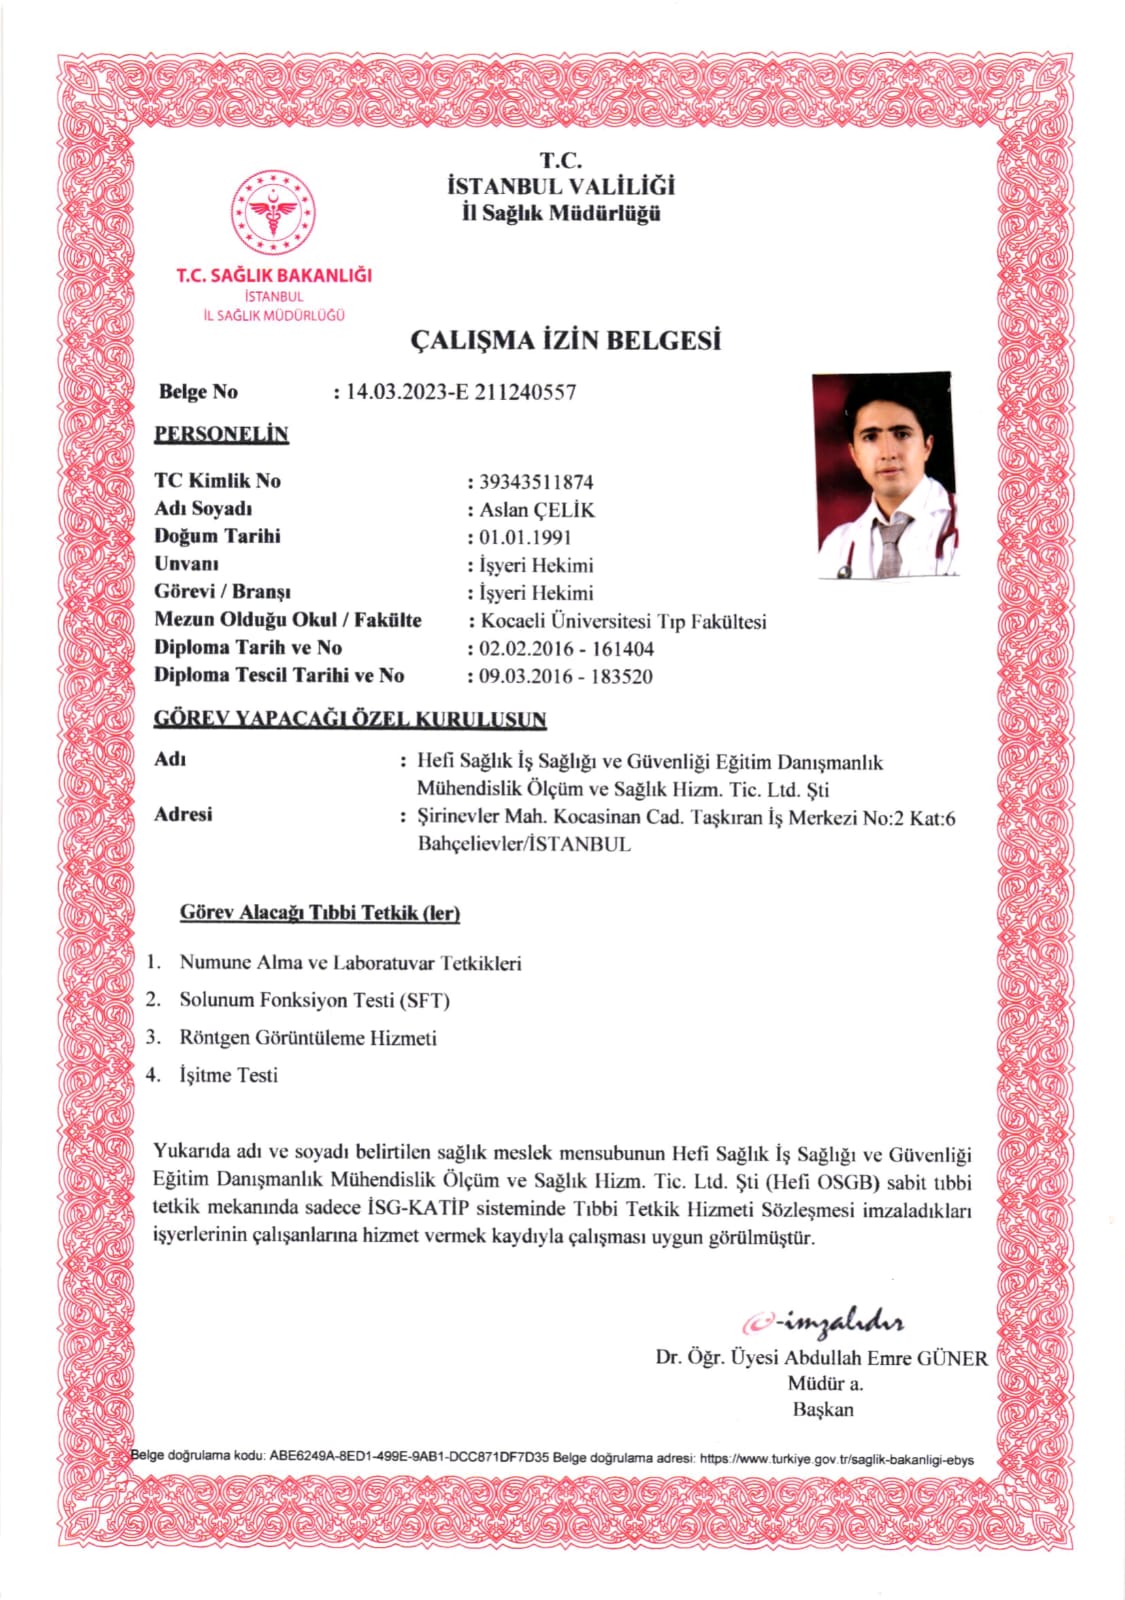 T.C.
İSTANBUL VALİLİĞİ
İl Sağlık Müdürlüğü
T.C. SAĞLIK BAKANLIĞI
İSTANBUL
İL SAĞLIK MÜDÜRLÜĞÜ
ÇALIŞMA İZİN BELGESİ
Belge No : 14.03.2023-E 211240557
PERSONELİN
TC Kimlik No : 39343511874
Adı Soyadı : Aslan ÇELİK
Doğum Tarihi : 01.01.1991
Unvanı : İşyeri Hekimi
Görevi / Branşı : İşyeri Hekimi
Mezun Olduğu Okul / Fakülte : Kocaeli Üniversitesi Tıp Fakültesi
Diploma Tarih ve No : 02.02.2016 - 161404
Diploma Tescil Tarihi ve No : 09.03.2016 - 183520
GÖREV YAPACAĞI ÖZEL KURULUSUN
Adı : Hefi Sağlık İş Sağlığı ve Güvenliği Eğitim Danışmanlık
Mühendislik Ölçüm ve Sağlık Hizm. Tic. Ltd. Şti
Adresi : Şirinevler Mah. Kocasinan Cad. Taşkıran İş Merkezi No:2 Kat:6
Bahçelievler/İSTANBUL
Görev Alacağı Tıbbi Tetkik (ler)
1. Numune Alma ve Laboratuvar Tetkikleri
2. Solunum Fonksiyon Testi (SFT)
3. Röntgen Görüntüleme Hizmeti
4. İşitme Testi
Yukarıda adı ve soyadı belirtilen sağlık meslek mensubunun Hefi Sağlık İş Sağlığı ve Güvenliği
Eğitim Danışmanlık Mühendislik Ölçüm ve Sağlık Hizm. Tic. Ltd. Şti (Hefi OSGB) sabit tıbbi
tetkik mekanında sadece İSG-KATİP sisteminde Tıbbi Tetkik Hizmeti Sözleşmesi imzaladıkları
işyerlerinin çalışanlarına hizmet vermek kaydıyla çalışması uygun görülmüştür.
e-imzalıdır
Dr. Öğr. Üyesi Abdullah Emre GÜNER
Müdür a.
Başkan
Belge doğrulama kodu: ABE6249A-8ED1-499E-9AB1-DCC871DF7D35 Belge doğrulama adresi: https://www.turkiye.gov.tr/saglik-bakanligi-ebys